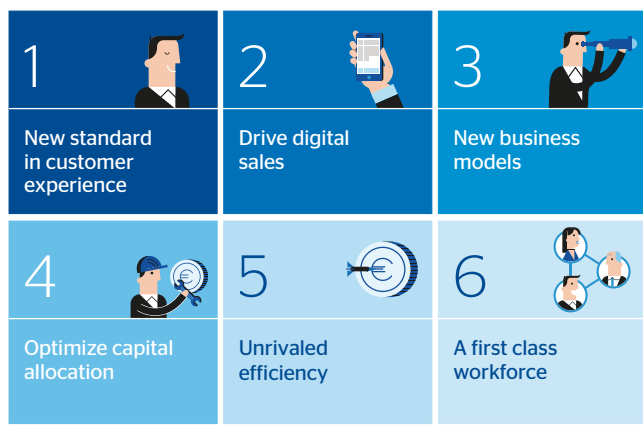 1
New standard
in customer
experience
2
Drive digital
sales
3
New business
models
4
€
Optimize capital
allocation
5
€
Unrivaled
efficiency
6
A first class
workforce